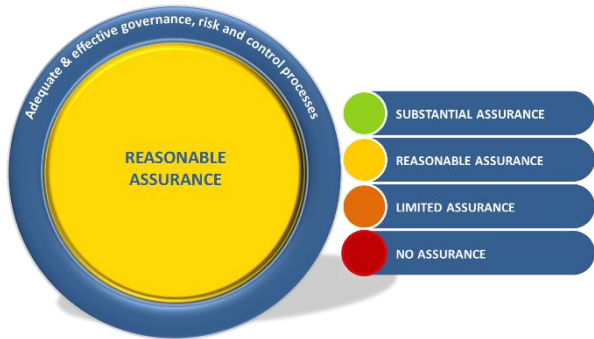 Adequate & effective governance, risk and control processes
REASONABLE
ASSURANCE
SUBSTANTIAL ASSURANCE
REASONABLE ASSURANCE
LIMITED ASSURANCE
NO ASSURANCE